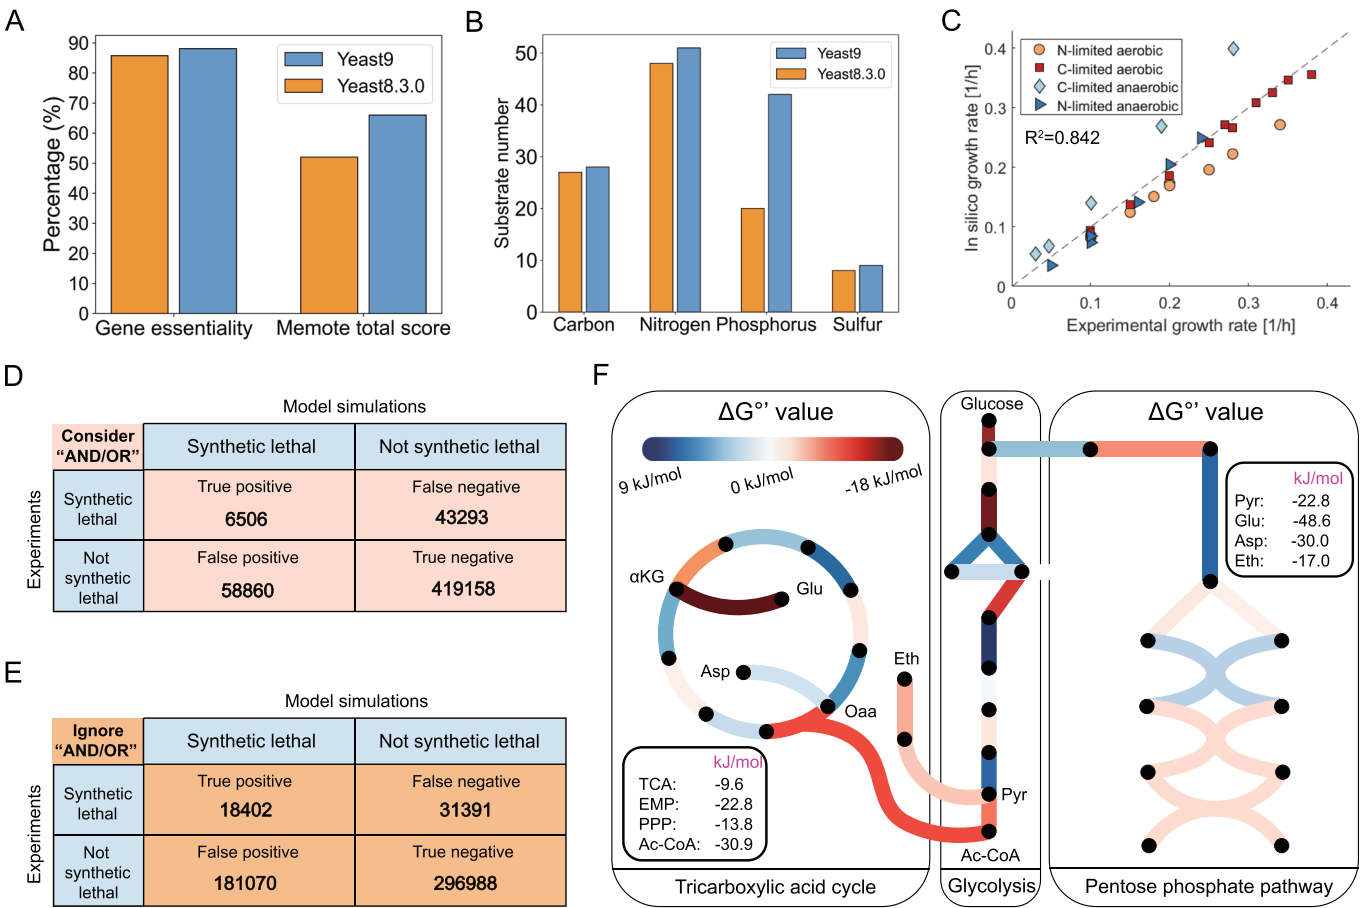 A
Percentage (%)
90
80
70
60
50
40
30
20
10
0
Yeast9
Yeast8.3.0
Gene essentiality
Memote total score
B
Substrate number
50
40
30
20
10
0
Yeast9
Yeast8.3.0
Carbon
Nitrogen
Phosphorus
Sulfur
C
In silico growth rate [1/h]
0.4
0.3
0.2
0.1
0
N-limited aerobic
C-limited aerobic
C-limited anaerobic
N-limited anaerobic
R²=0.842
0
0.1
0.2
0.3
0.4
Experimental growth rate [1/h]
D
Model simulations
Consider
“AND/OR”
Synthetic lethal
Not synthetic lethal
Experiments
Synthetic
lethal
True positive
6506
False negative
43293
Not
synthetic
lethal
False positive
58860
True negative
419158
E
Model simulations
Ignore
“AND/OR”
Synthetic lethal
Not synthetic lethal
Experiments
Synthetic
lethal
True positive
18402
False negative
31391
Not
synthetic
lethal
False positive
181070
True negative
296988
F
ΔG°’ value
9 kJ/mol
0 kJ/mol
-18 kJ/mol
αKG
Glu
Asp
Oaa
Eth
kJ/mol
TCA: -9.6
EMP: -22.8
PPP: -13.8
Ac-CoA: -30.9
Tricarboxylic acid cycle
Glucose
Pyr
Ac-CoA
Glycolysis
ΔG°’ value
kJ/mol
Pyr: -22.8
Glu: -48.6
Asp: -30.0
Eth: -17.0
Pentose phosphate pathway